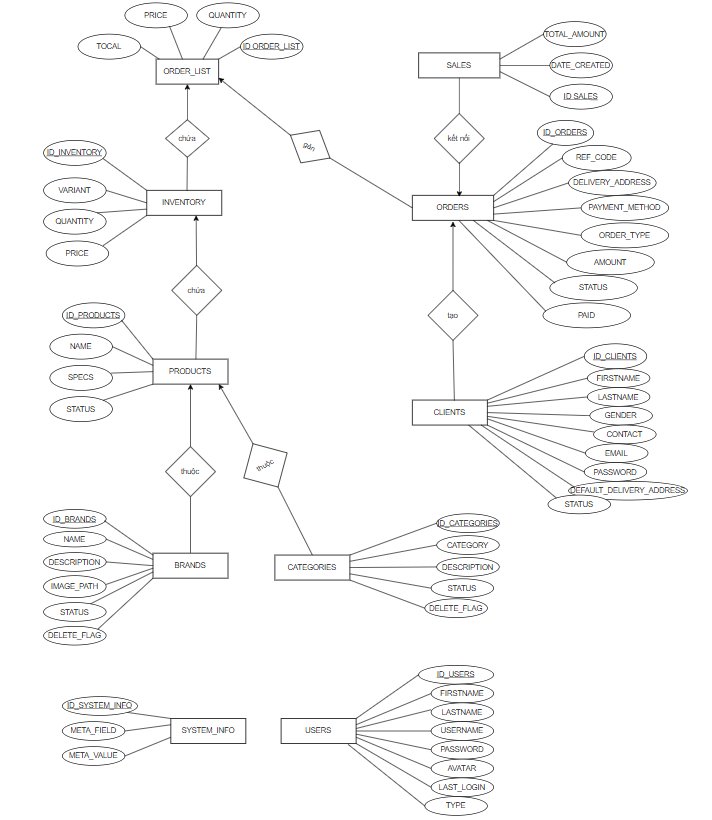 PRICE
QUANTITY
TOCAL
ID ORDER_LIST
ORDER_LIST
chứa
gán
ID_INVENTORY
VARIANT
QUANTITY
PRICE
INVENTORY
chứa
ID_PRODUCTS
NAME
SPECS
STATUS
PRODUCTS
thuộc
thuộc
ID_BRANDS
NAME
DESCRIPTION
IMAGE_PATH
STATUS
DELETE_FLAG
BRANDS
CATEGORIES
ID_CATEGORIES
CATEGORY
DESCRIPTION
STATUS
DELETE_FLAG
SALES
TOTAL_AMOUNT
DATE_CREATED
ID SALES
kết nối
ORDERS
ID_ORDERS
REF_CODE
DELIVERY_ADDRESS
PAYMENT_METHOD
ORDER_TYPE
AMOUNT
STATUS
PAID
tạo
CLIENTS
ID_CLIENTS
FIRSTNAME
LASTNAME
GENDER
CONTACT
EMAIL
PASSWORD
DEFAULT_DELIVERY_ADDRESS
STATUS
ID_SYSTEM_INFO
META_FIELD
META_VALUE
SYSTEM_INFO
USERS
ID_USERS
FIRSTNAME
LASTNAME
USERNAME
PASSWORD
AVATAR
LAST_LOGIN
TYPE